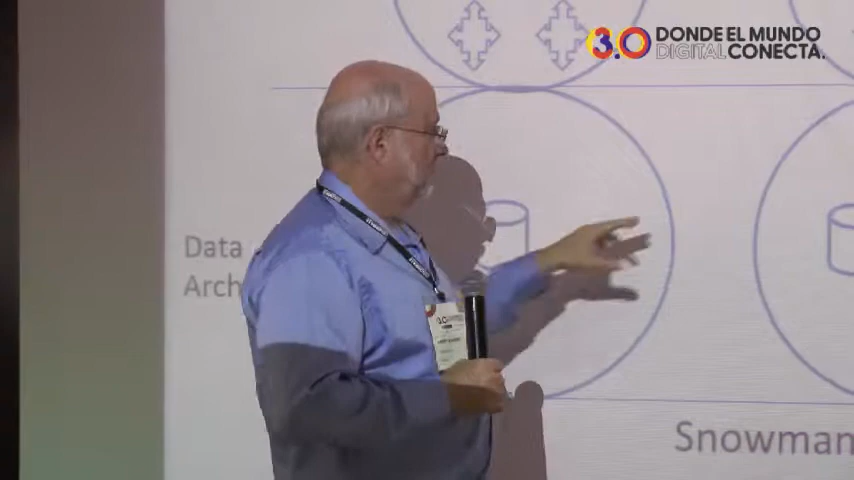 3.0 DONDE EL MUNDO
DIGITAL CONECTA.
Data
Arch
Snowman